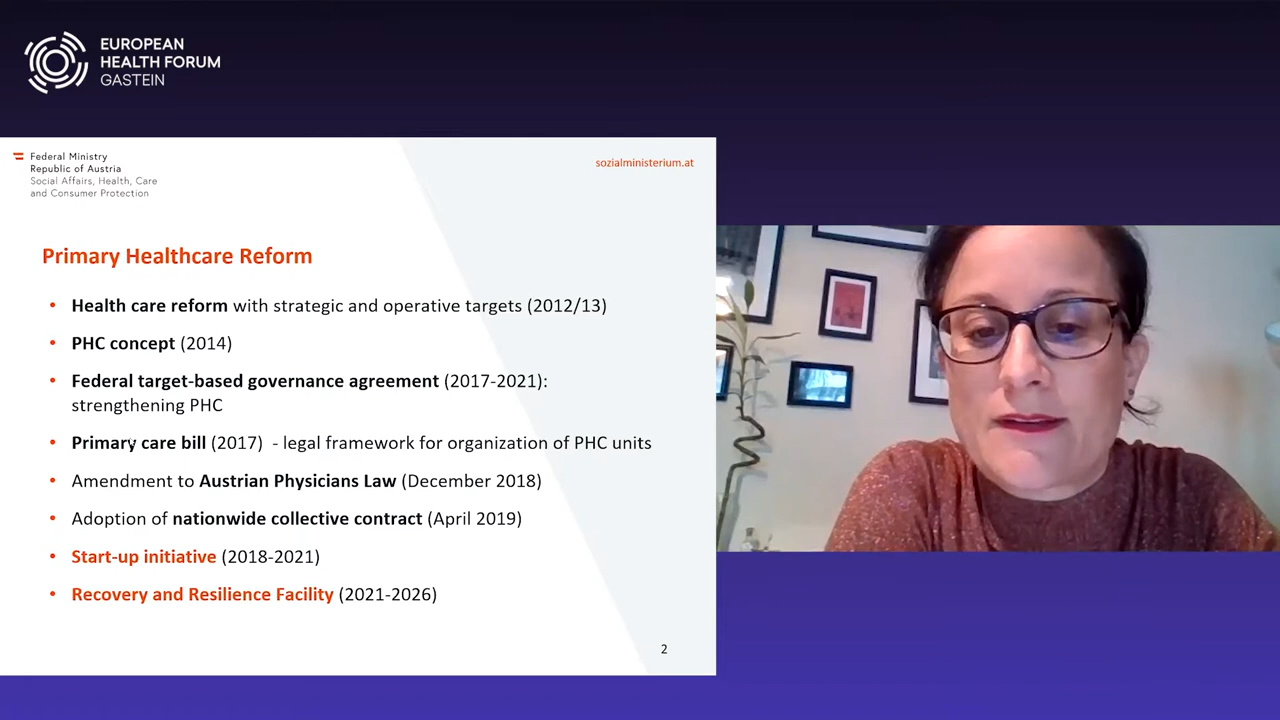 EUROPEAN
HEALTH FORUM
GASTEIN
Federal Ministry
Republic of Austria
Social Affairs, Health, Care
and Consumer Protection
sozialministerium.at
Primary Healthcare Reform
• Health care reform with strategic and operative targets (2012/13)
• PHC concept (2014)
• Federal target-based governance agreement (2017-2021):
strengthening PHC
• Primary care bill (2017) - legal framework for organization of PHC units
• Amendment to Austrian Physicians Law (December 2018)
• Adoption of nationwide collective contract (April 2019)
• Start-up initiative (2018-2021)
• Recovery and Resilience Facility (2021-2026)
2